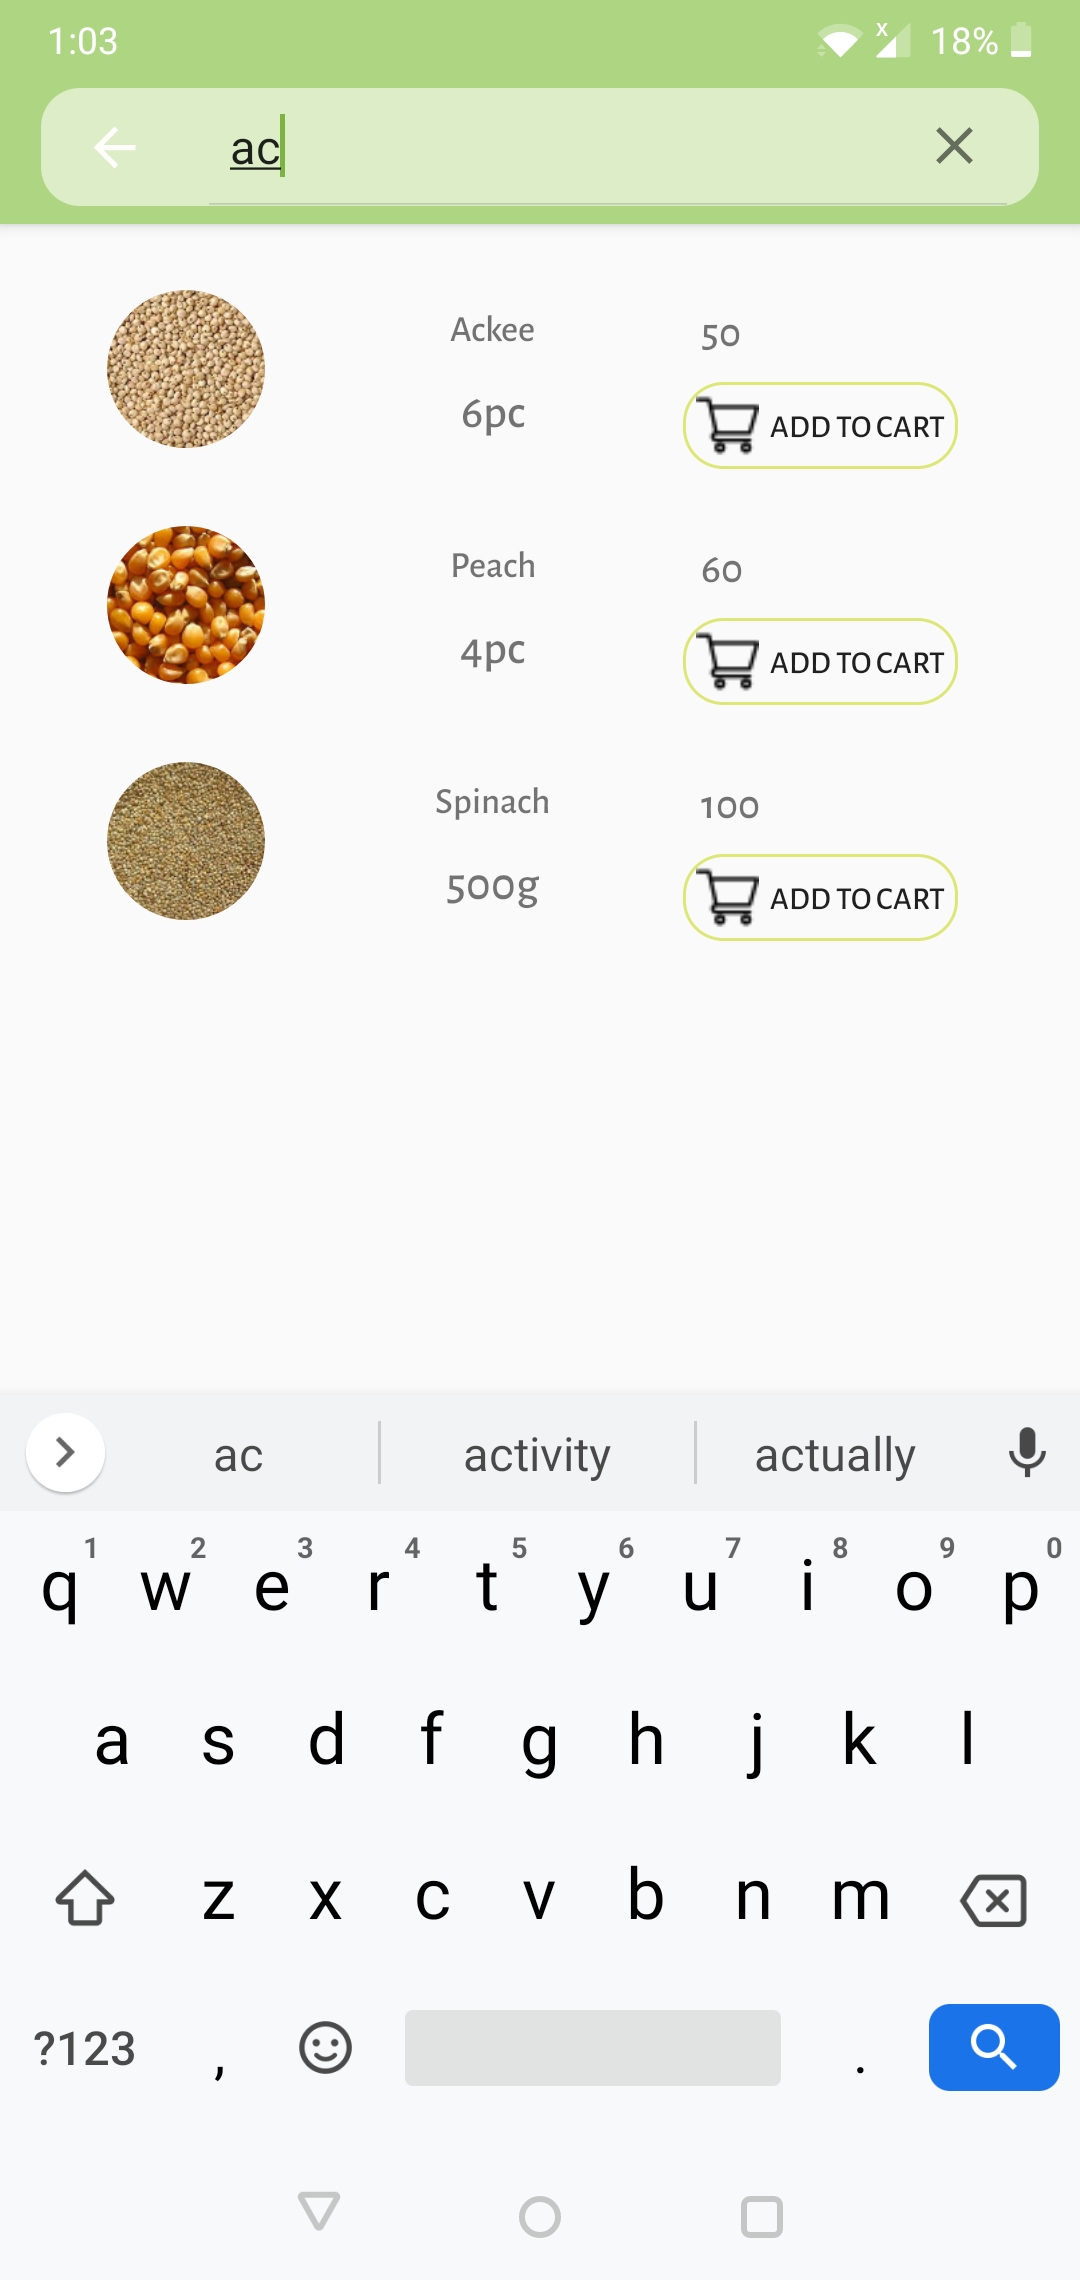 1:03 x 18%
ac
Ackee 50
6pc ADD TO CART
Peach 60
4pc ADD TO CART
Spinach 100
500g ADD TO CART
ac activity actually
1 2 3 4 5 6 7 8 9 0
q w e r t y u i o p
a s d f g h j k l
z x c v b n m
?123 , .